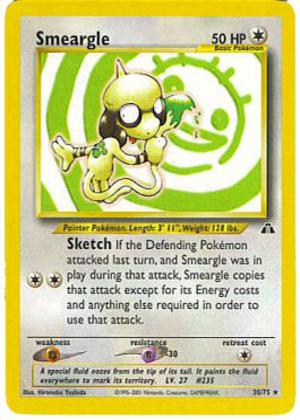 Smeargle
50 HP
Basic Pokémon
Painter Pokémon. Length: 3' 11", Weight: 128 lbs.
Sketch If the Defending Pokémon
attacked last turn, and Smeargle was in
play during that attack, Smeargle copies
that attack except for its Energy costs
and anything else required in order to
use that attack.
weakness
resistance
retreat cost
-30
A special fluid oozes from the tip of its tail. It paints the fluid
everywhere to mark its territory. LV. 27 #235
Illus. Hironobu Yoshida
©1995-2001 Nintendo, Creatures, GAMEFREAK.
30/75 ★